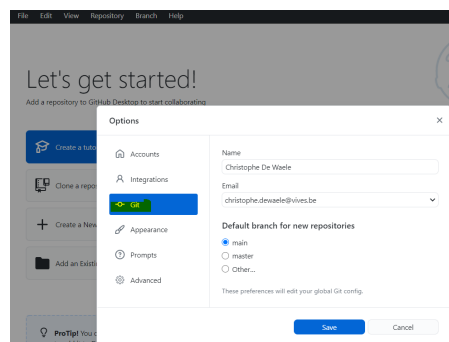 File Edit View Repository Branch Help
Let's get started!
Add a repository to GitHub Desktop to start collaborating
Options
×
Create a tuto
Clone a repo
Create a New
Add an Existi
ProTip! You c
Accounts
Integrations
Git
Appearance
Prompts
Advanced
Name
Christophe De Waele
Email
christophe.dewaele@vives.be
Default branch for new repositories
main
master
Other...
These preferences will edit your global Git config.
Save Cancel